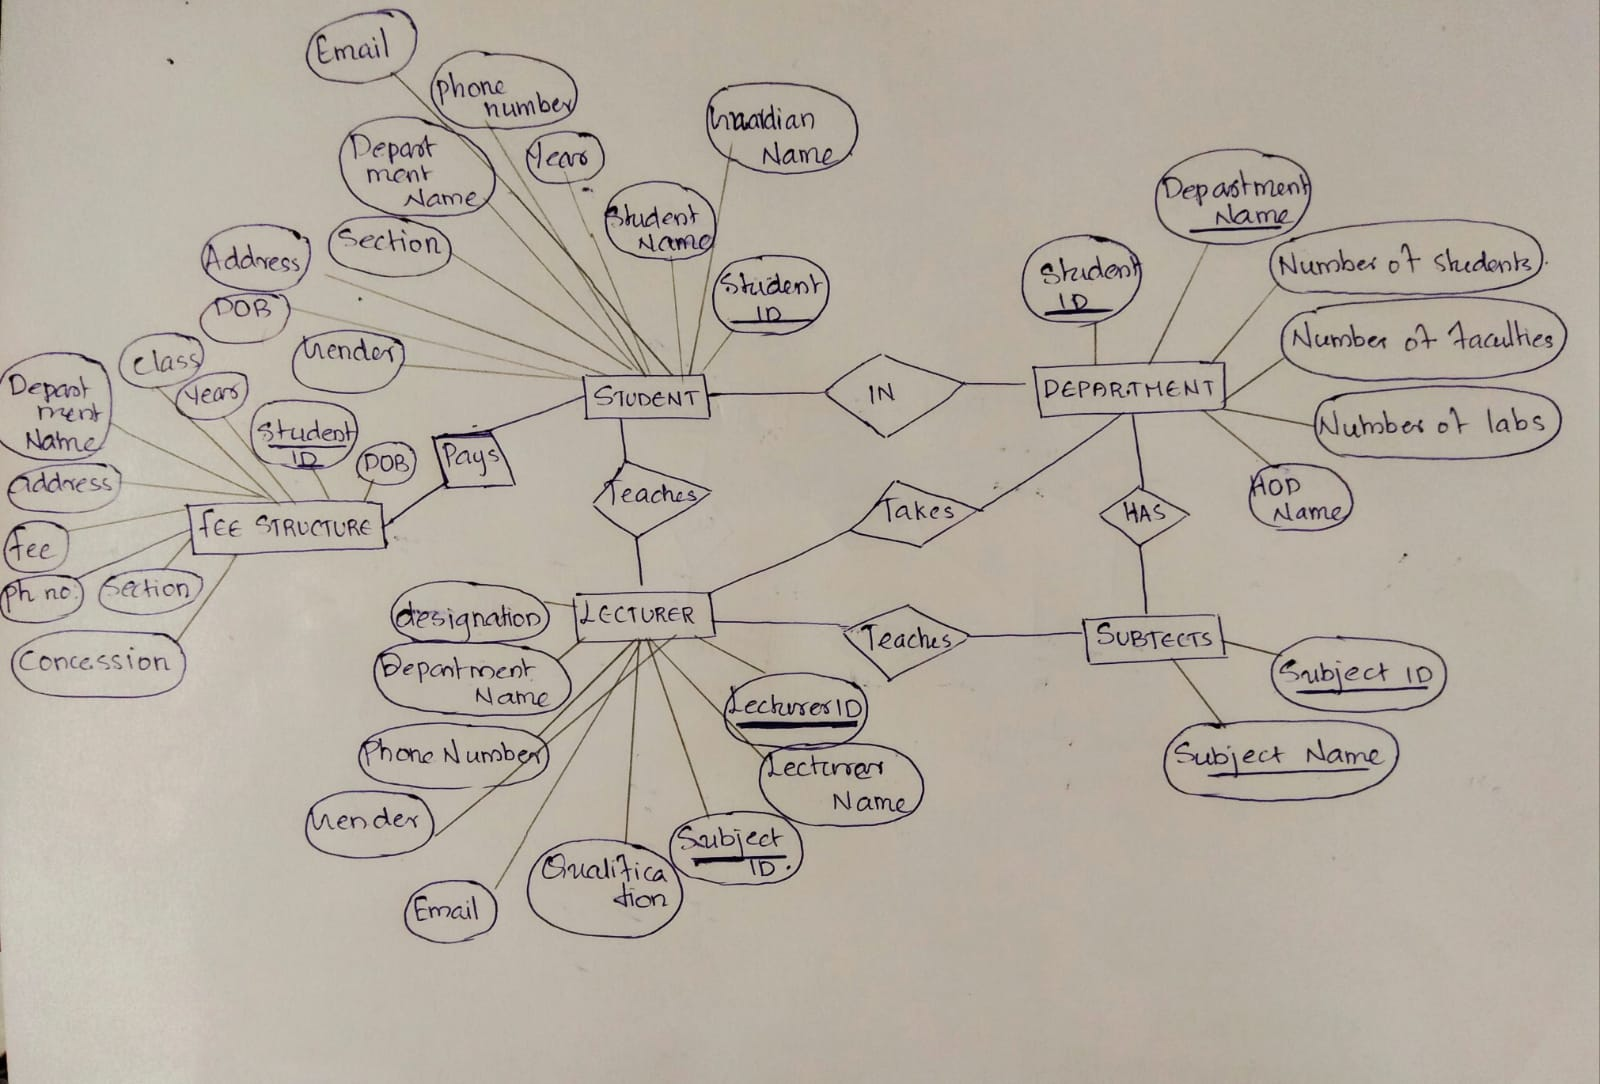 Email
Phone
number
Depart
ment
Name
Year
Guardian
Name
Student
Name
Section
Address
DOB
Gender
Student
ID
STUDENT
IN
Student
ID
Department
Name
Number of students.
Number of faculties
Number of labs
HOD
Name
DEPARTMENT
Depart
ment
Name
Class
Year
Student
ID
DOB
address
fee
Ph no.
Section
Concession
FEE STRUCTURE
Pays
Teaches
Takes
HAS
designation
Department
Name
Phone Number
Gender
Email
Qualifica
tion
Subject
ID.
Lecturer
Name
Lecturer ID
LECTURER
Teaches
SUBJECTS
Subject ID
Subject Name